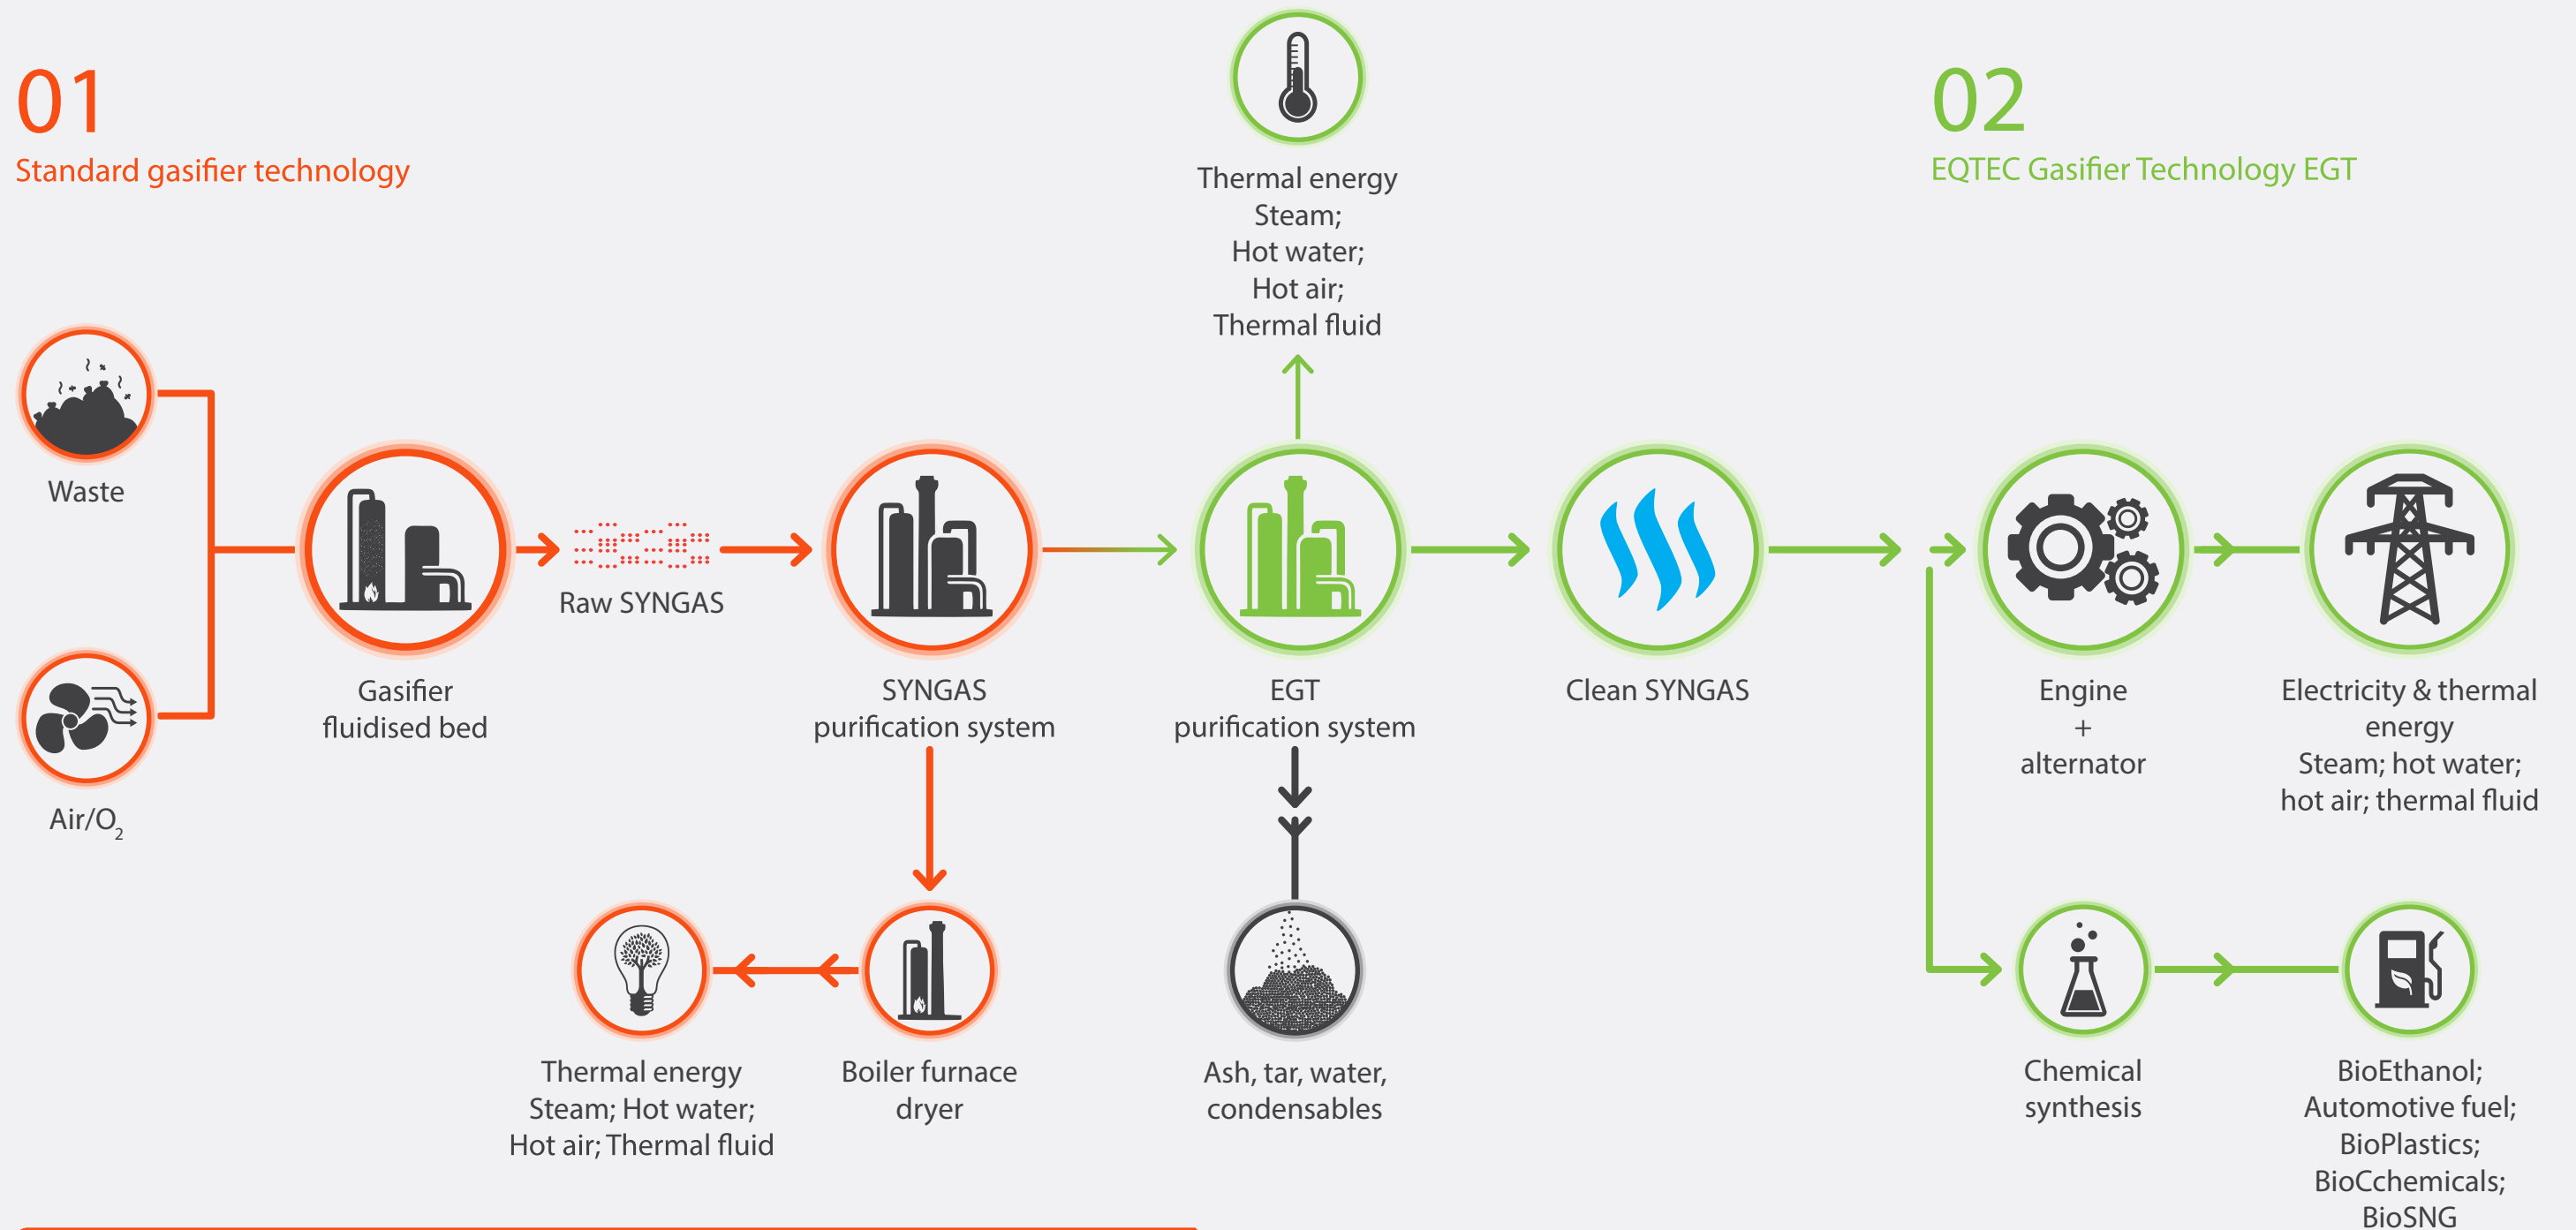 01
Standard gasifier technology
02
EQTEC Gasifier Technology EGT
Thermal energy
Steam;
Hot water;
Hot air;
Thermal fluid
Waste
Air/O₂
Gasifier
fluidised bed
Raw SYNGAS
SYNGAS
purification system
EGT
purification system
Clean SYNGAS
Engine
+
alternator
Electricity & thermal
energy
Steam; hot water;
hot air; thermal fluid
Thermal energy
Steam; Hot water;
Hot air; Thermal fluid
Boiler furnace
dryer
Ash, tar, water,
condensables
Chemical
synthesis
BioEthanol;
Automotive fuel;
BioPlastics;
BioCchemicals;
BioSNG